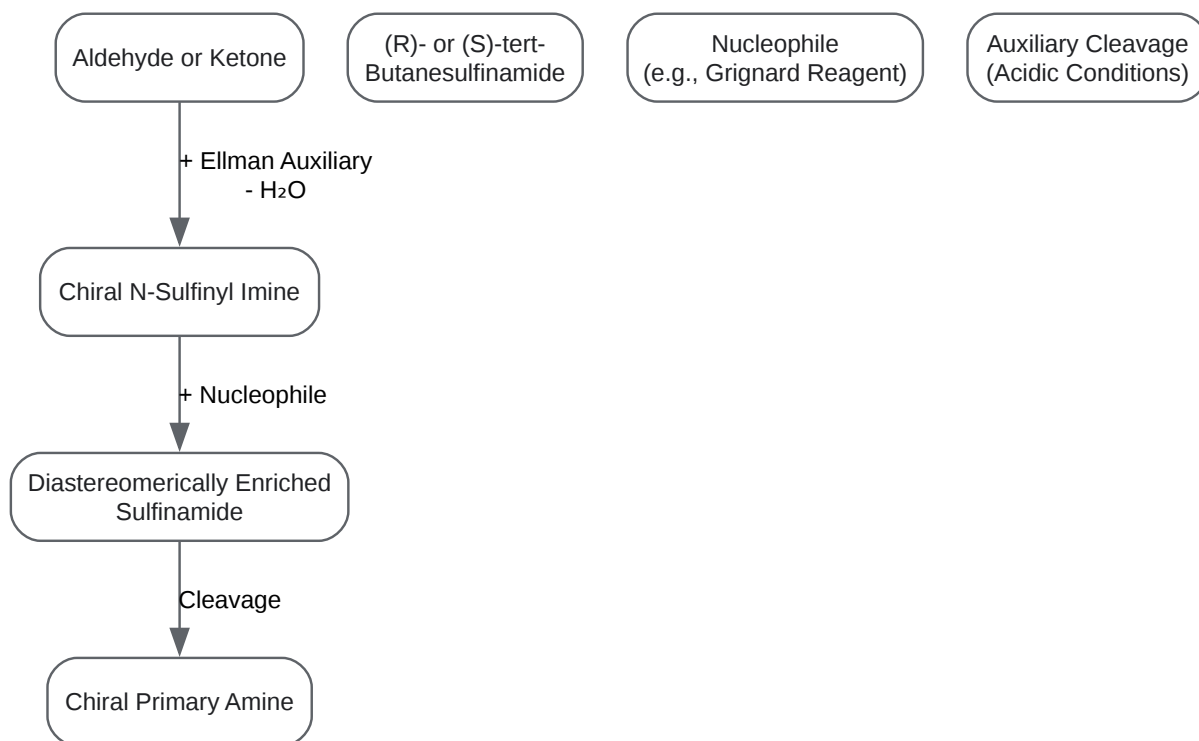 Aldehyde or Ketone
(R)- or (S)-tert-
Butanesulfinamide
Nucleophile
(e.g., Grignard Reagent)
Auxiliary Cleavage
(Acidic Conditions)
+ Ellman Auxiliary
- H₂O
Chiral N-Sulfinyl Imine
+ Nucleophile
Diastereomerically Enriched
Sulfinamide
Cleavage
Chiral Primary Amine